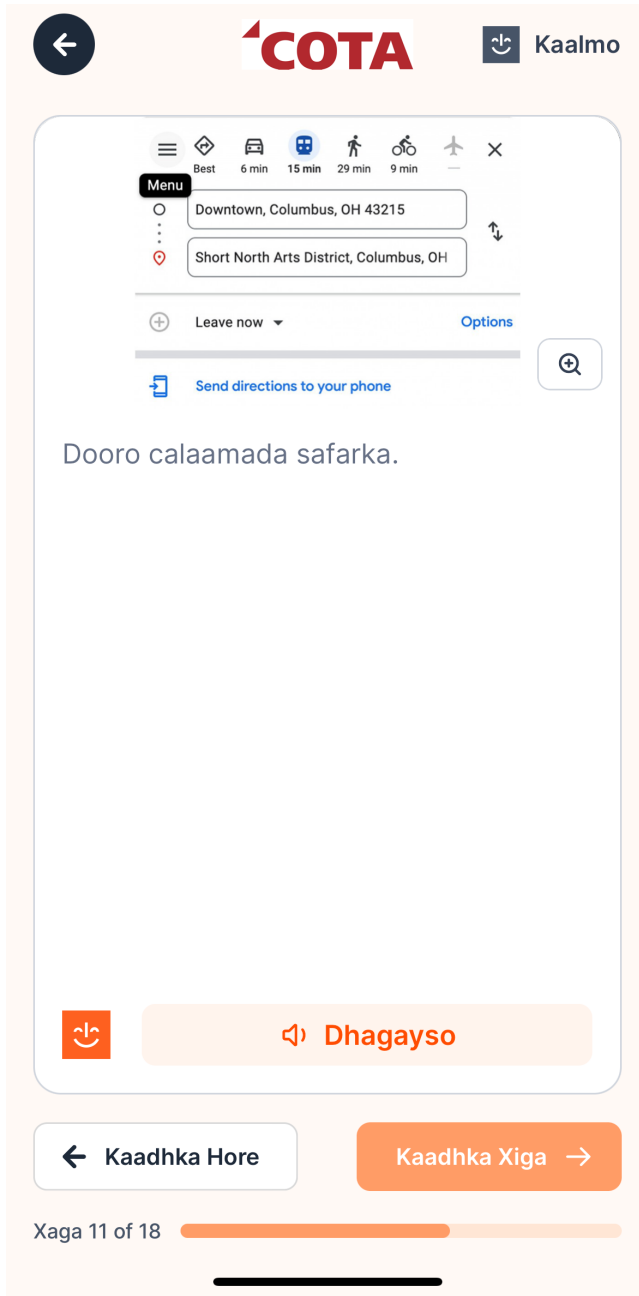 COTA
Kaalmo
Best
6 min
15 min
29 min
9 min
—
Menu
Downtown, Columbus, OH 43215
Short North Arts District, Columbus, OH
Leave now
Options
Send directions to your phone
Dooro calaamada safarka.
Dhagayso
Kaadhka Hore
Kaadhka Xiga
Xaga 11 of 18